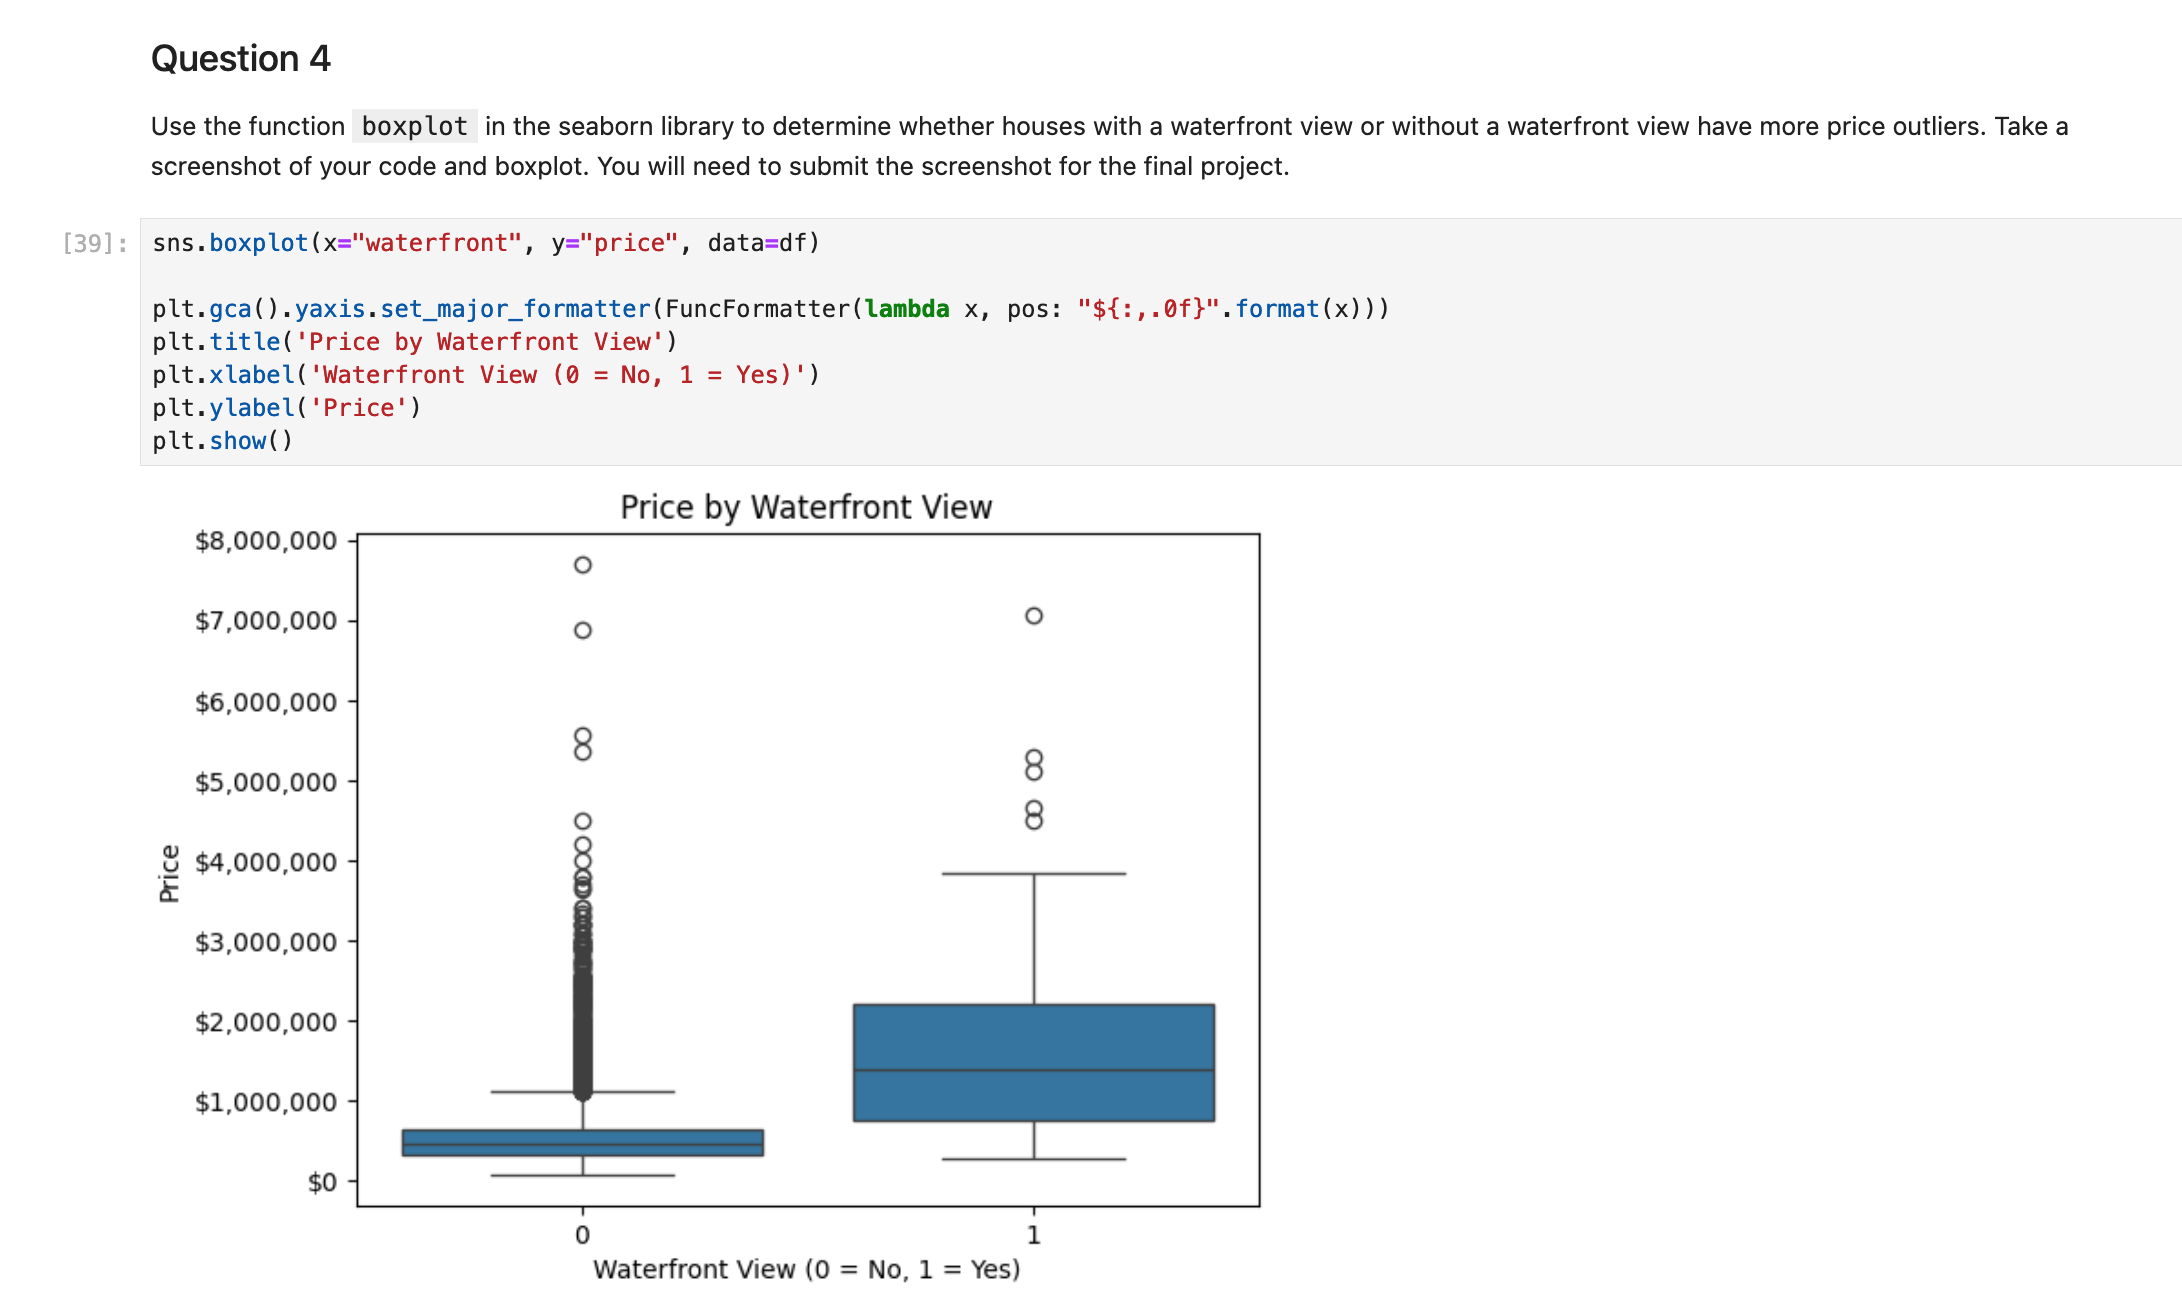 Question 4
Use the function boxplot in the seaborn library to determine whether houses with a waterfront view or without a waterfront view have more price outliers. Take a
screenshot of your code and boxplot. You will need to submit the screenshot for the final project.
[39]:
sns.boxplot(x="waterfront", y="price", data=df)
plt.gca().yaxis.set_major_formatter(FuncFormatter(lambda x, pos: "${:,.0f}".format(x)))
plt.title('Price by Waterfront View')
plt.xlabel('Waterfront View (0 = No, 1 = Yes)')
plt.ylabel('Price')
plt.show()
Price by Waterfront View
$8,000,000
$7,000,000
$6,000,000
$5,000,000
$4,000,000
$3,000,000
$2,000,000
$1,000,000
$0
Price
0 1
Waterfront View (0 = No, 1 = Yes)